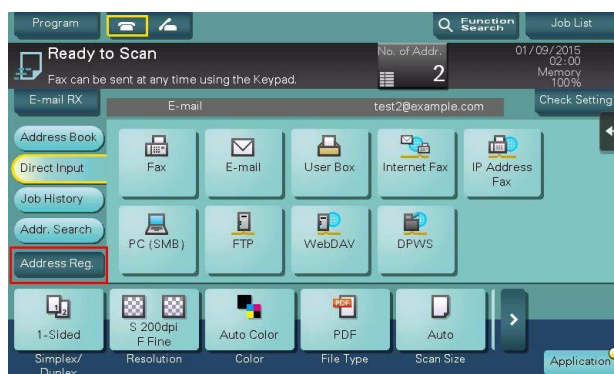 Program
Function
Search
Job List
Ready to Scan
No. of Addr.
01/09/2015
02:00
Fax can be sent at any time using the Keypad.
2
Memory
100%
E-mail RX
E-mail
test2@example.com
Check Setting
Address Book
Direct Input
Job History
Addr. Search
Address Reg.
Fax
E-mail
User Box
Internet Fax
IP Address
Fax
PC (SMB)
FTP
WebDAV
DPWS
1-Sided
S 200dpi
F Fine
Auto Color
PDF
PDF
Auto
Simplex/
Duplex
Resolution
Color
File Type
Scan Size
Application